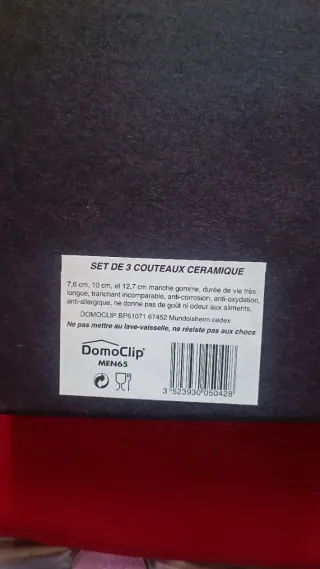 SET DE 3 COUTEAUX CERAMIQUE
7,6 cm, 10 cm, et 12,7 cm manche gomme, durée de vie très
longue, tranchant incomparable, anti-corrosion, anti-oxydation,
anti-allergique, ne donne pas de goût ni odeur aux aliments.
DOMOCLIP BP61071 67452 Mundolsheim cedex
Ne pas mettre au lave-vaisselle, ne résiste pas aux chocs
DomoClip
MEN65
3 523930 050428